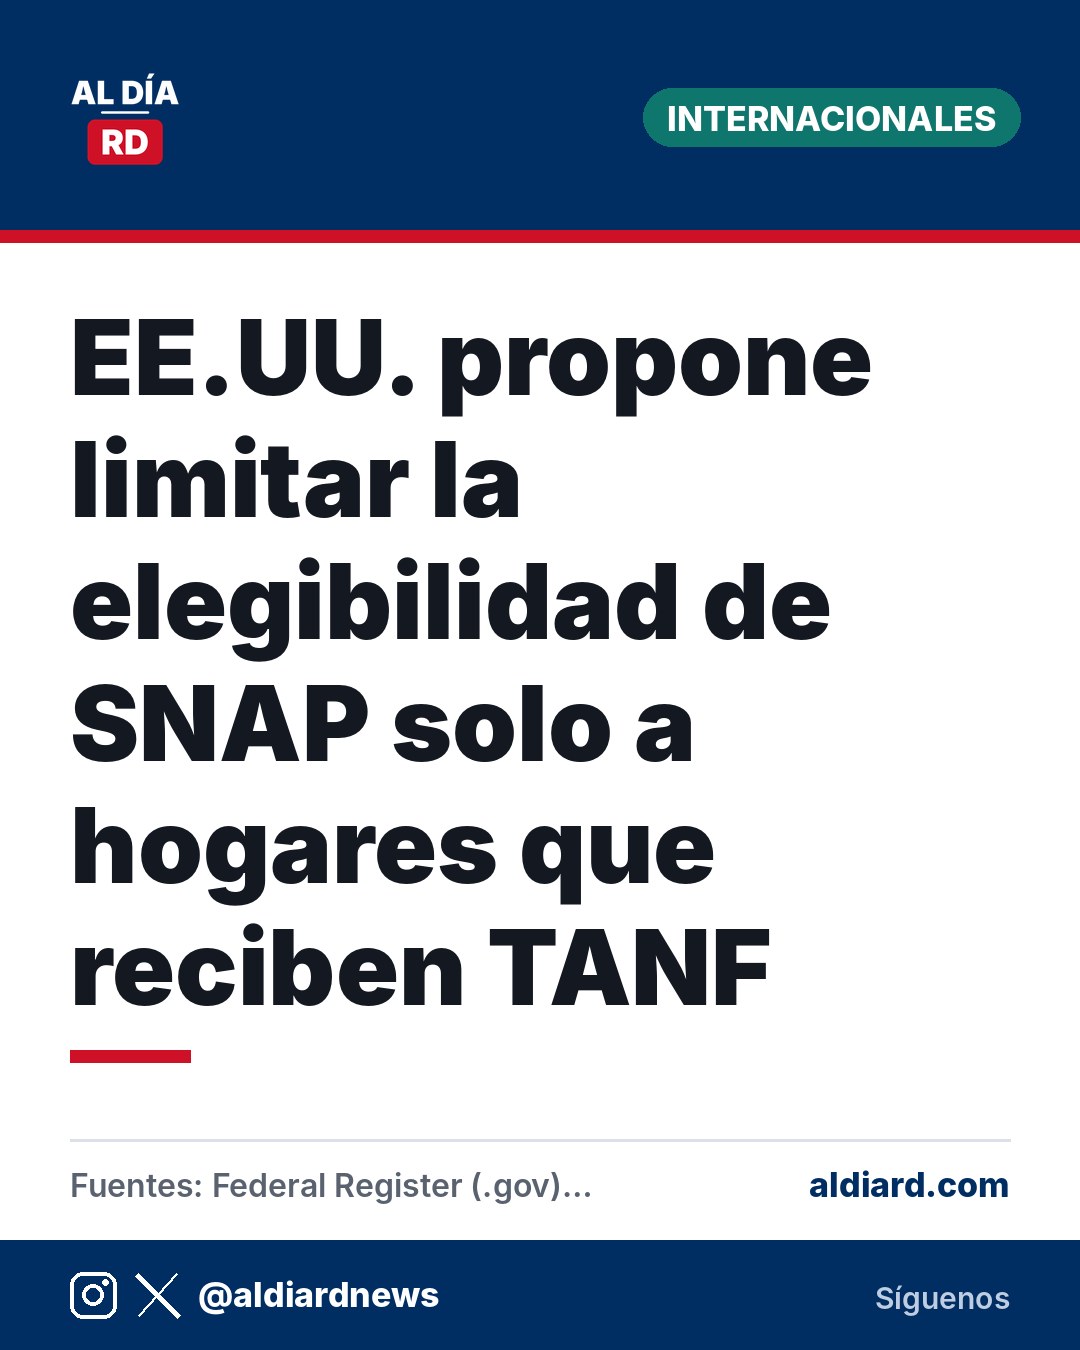 AL DÍA
RD
INTERNACIONALES
EE.UU. propone
limitar la
elegibilidad de
SNAP solo a
hogares que
reciben TANF
Fuentes: Federal Register (.gov)...
aldiard.com
@aldiardnews
Síguenos